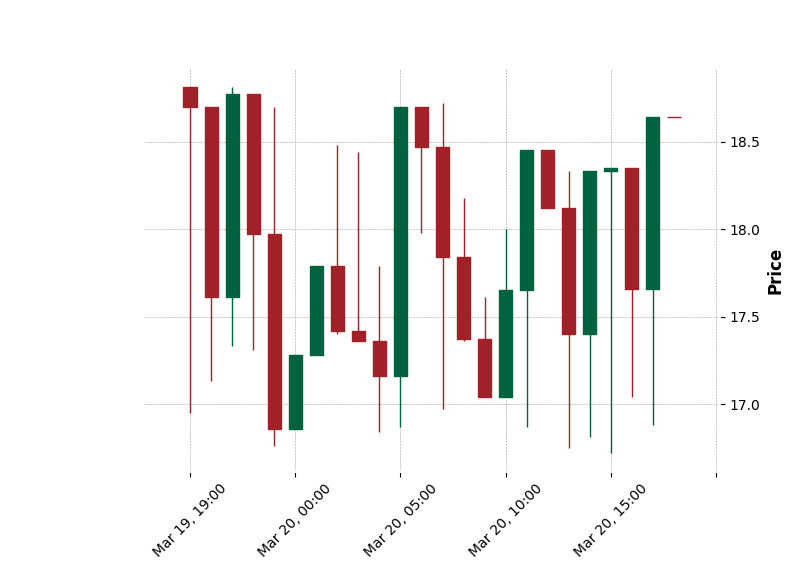 18.5
18.0
17.5
17.0
Price
Mar 19, 19:00
Mar 20, 00:00
Mar 20, 05:00
Mar 20, 10:00
Mar 20, 15:00